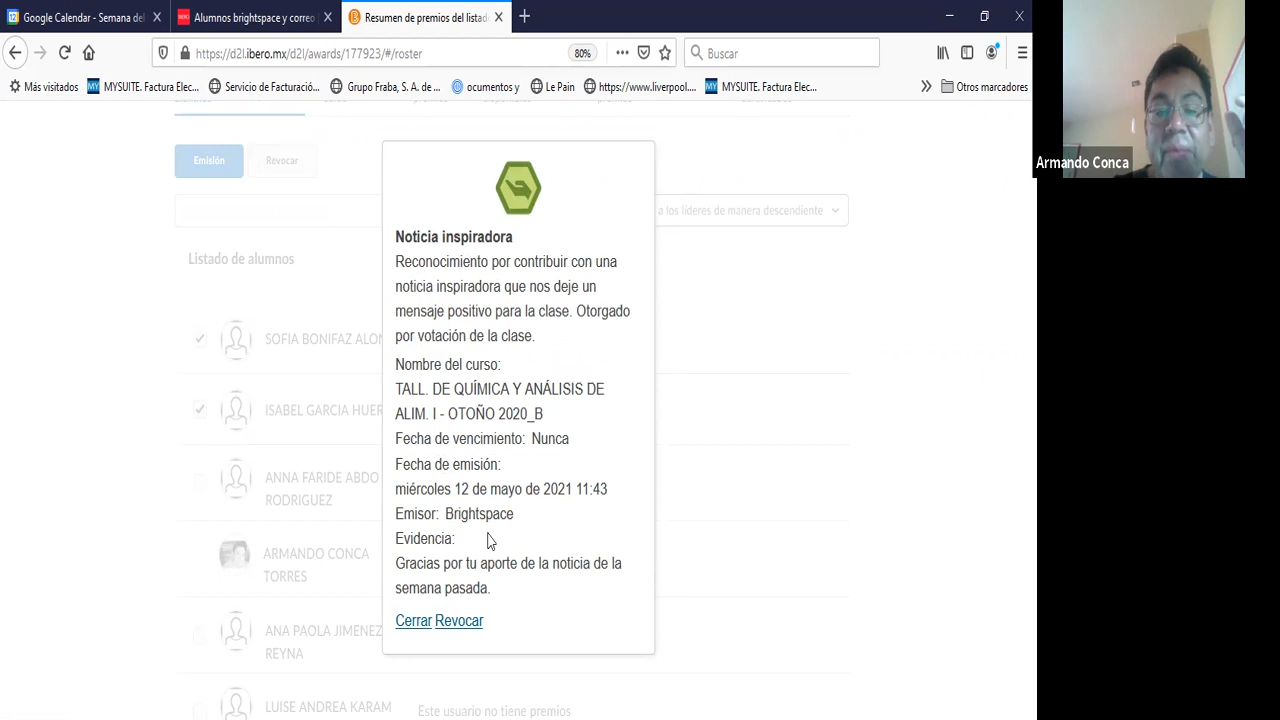 Google Calendar - Semana del
Alumnos brightspace y correo
Resumen de premios del listado
https://d2l.ibero.mx/d2l/awards/177923/#/roster
80%
Buscar
Más visitados
MYSUITE. Factura Elec...
Servicio de Facturació...
Grupo Fraba, S. A. de ...
ocumentos y
Le Pain
https://www.liverpool....
MYSUITE. Factura Elec...
Otros marcadores
Armando Conca
Emisión
Revocar
a los líderes de manera descendiente
Listado de alumnos
SOFIA BONIFAZ ALON
ISABEL GARCIA HUER
ANNA FARIDE ABDO
RODRIGUEZ
ARMANDO CONCA
TORRES
ANA PAOLA JIMENEZ
REYNA
LUISE ANDREA KARAM
Este usuario no tiene premios
Noticia inspiradora
Reconocimiento por contribuir con una
noticia inspiradora que nos deje un
mensaje positivo para la clase. Otorgado
por votación de la clase.
Nombre del curso:
TALL. DE QUÍMICA Y ANÁLISIS DE
ALIM. I - OTOÑO 2020_B
Fecha de vencimiento: Nunca
Fecha de emisión:
miércoles 12 de mayo de 2021 11:43
Emisor: Brightspace
Evidencia:
Gracias por tu aporte de la noticia de la
semana pasada.
Cerrar Revocar